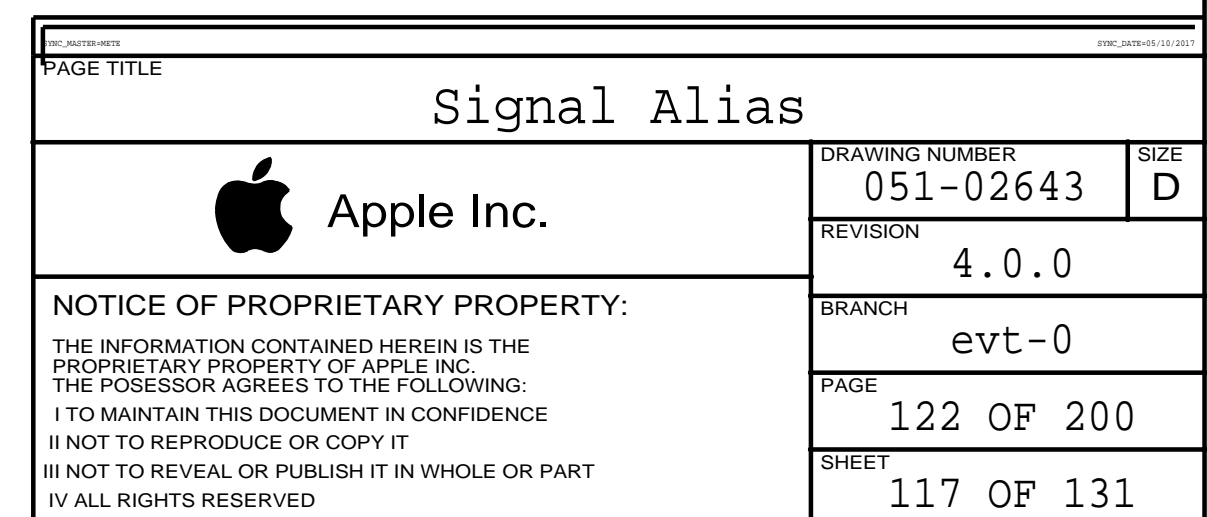 SYNC_MASTER=METE
SYNC_DATE=05/10/2017
PAGE TITLE
Signal Alias
Apple Inc.
DRAWING NUMBER
051-02643
SIZE
D
REVISION
4.0.0
BRANCH
evt-0
PAGE
122 OF 200
SHEET
117 OF 131
NOTICE OF PROPRIETARY PROPERTY:
THE INFORMATION CONTAINED HEREIN IS THE
PROPRIETARY PROPERTY OF APPLE INC.
THE POSESSOR AGREES TO THE FOLLOWING:
I TO MAINTAIN THIS DOCUMENT IN CONFIDENCE
II NOT TO REPRODUCE OR COPY IT
III NOT TO REVEAL OR PUBLISH IT IN WHOLE OR PART
IV ALL RIGHTS RESERVED